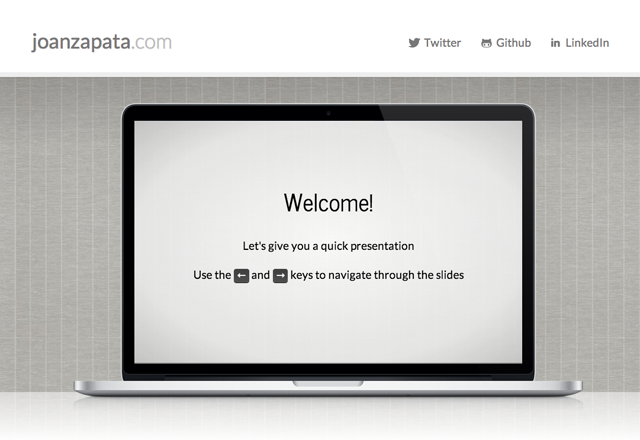 joanzapata.com
Twitter
Github
LinkedIn
Welcome!
Let's give you a quick presentation
Use the ← and → keys to navigate through the slides